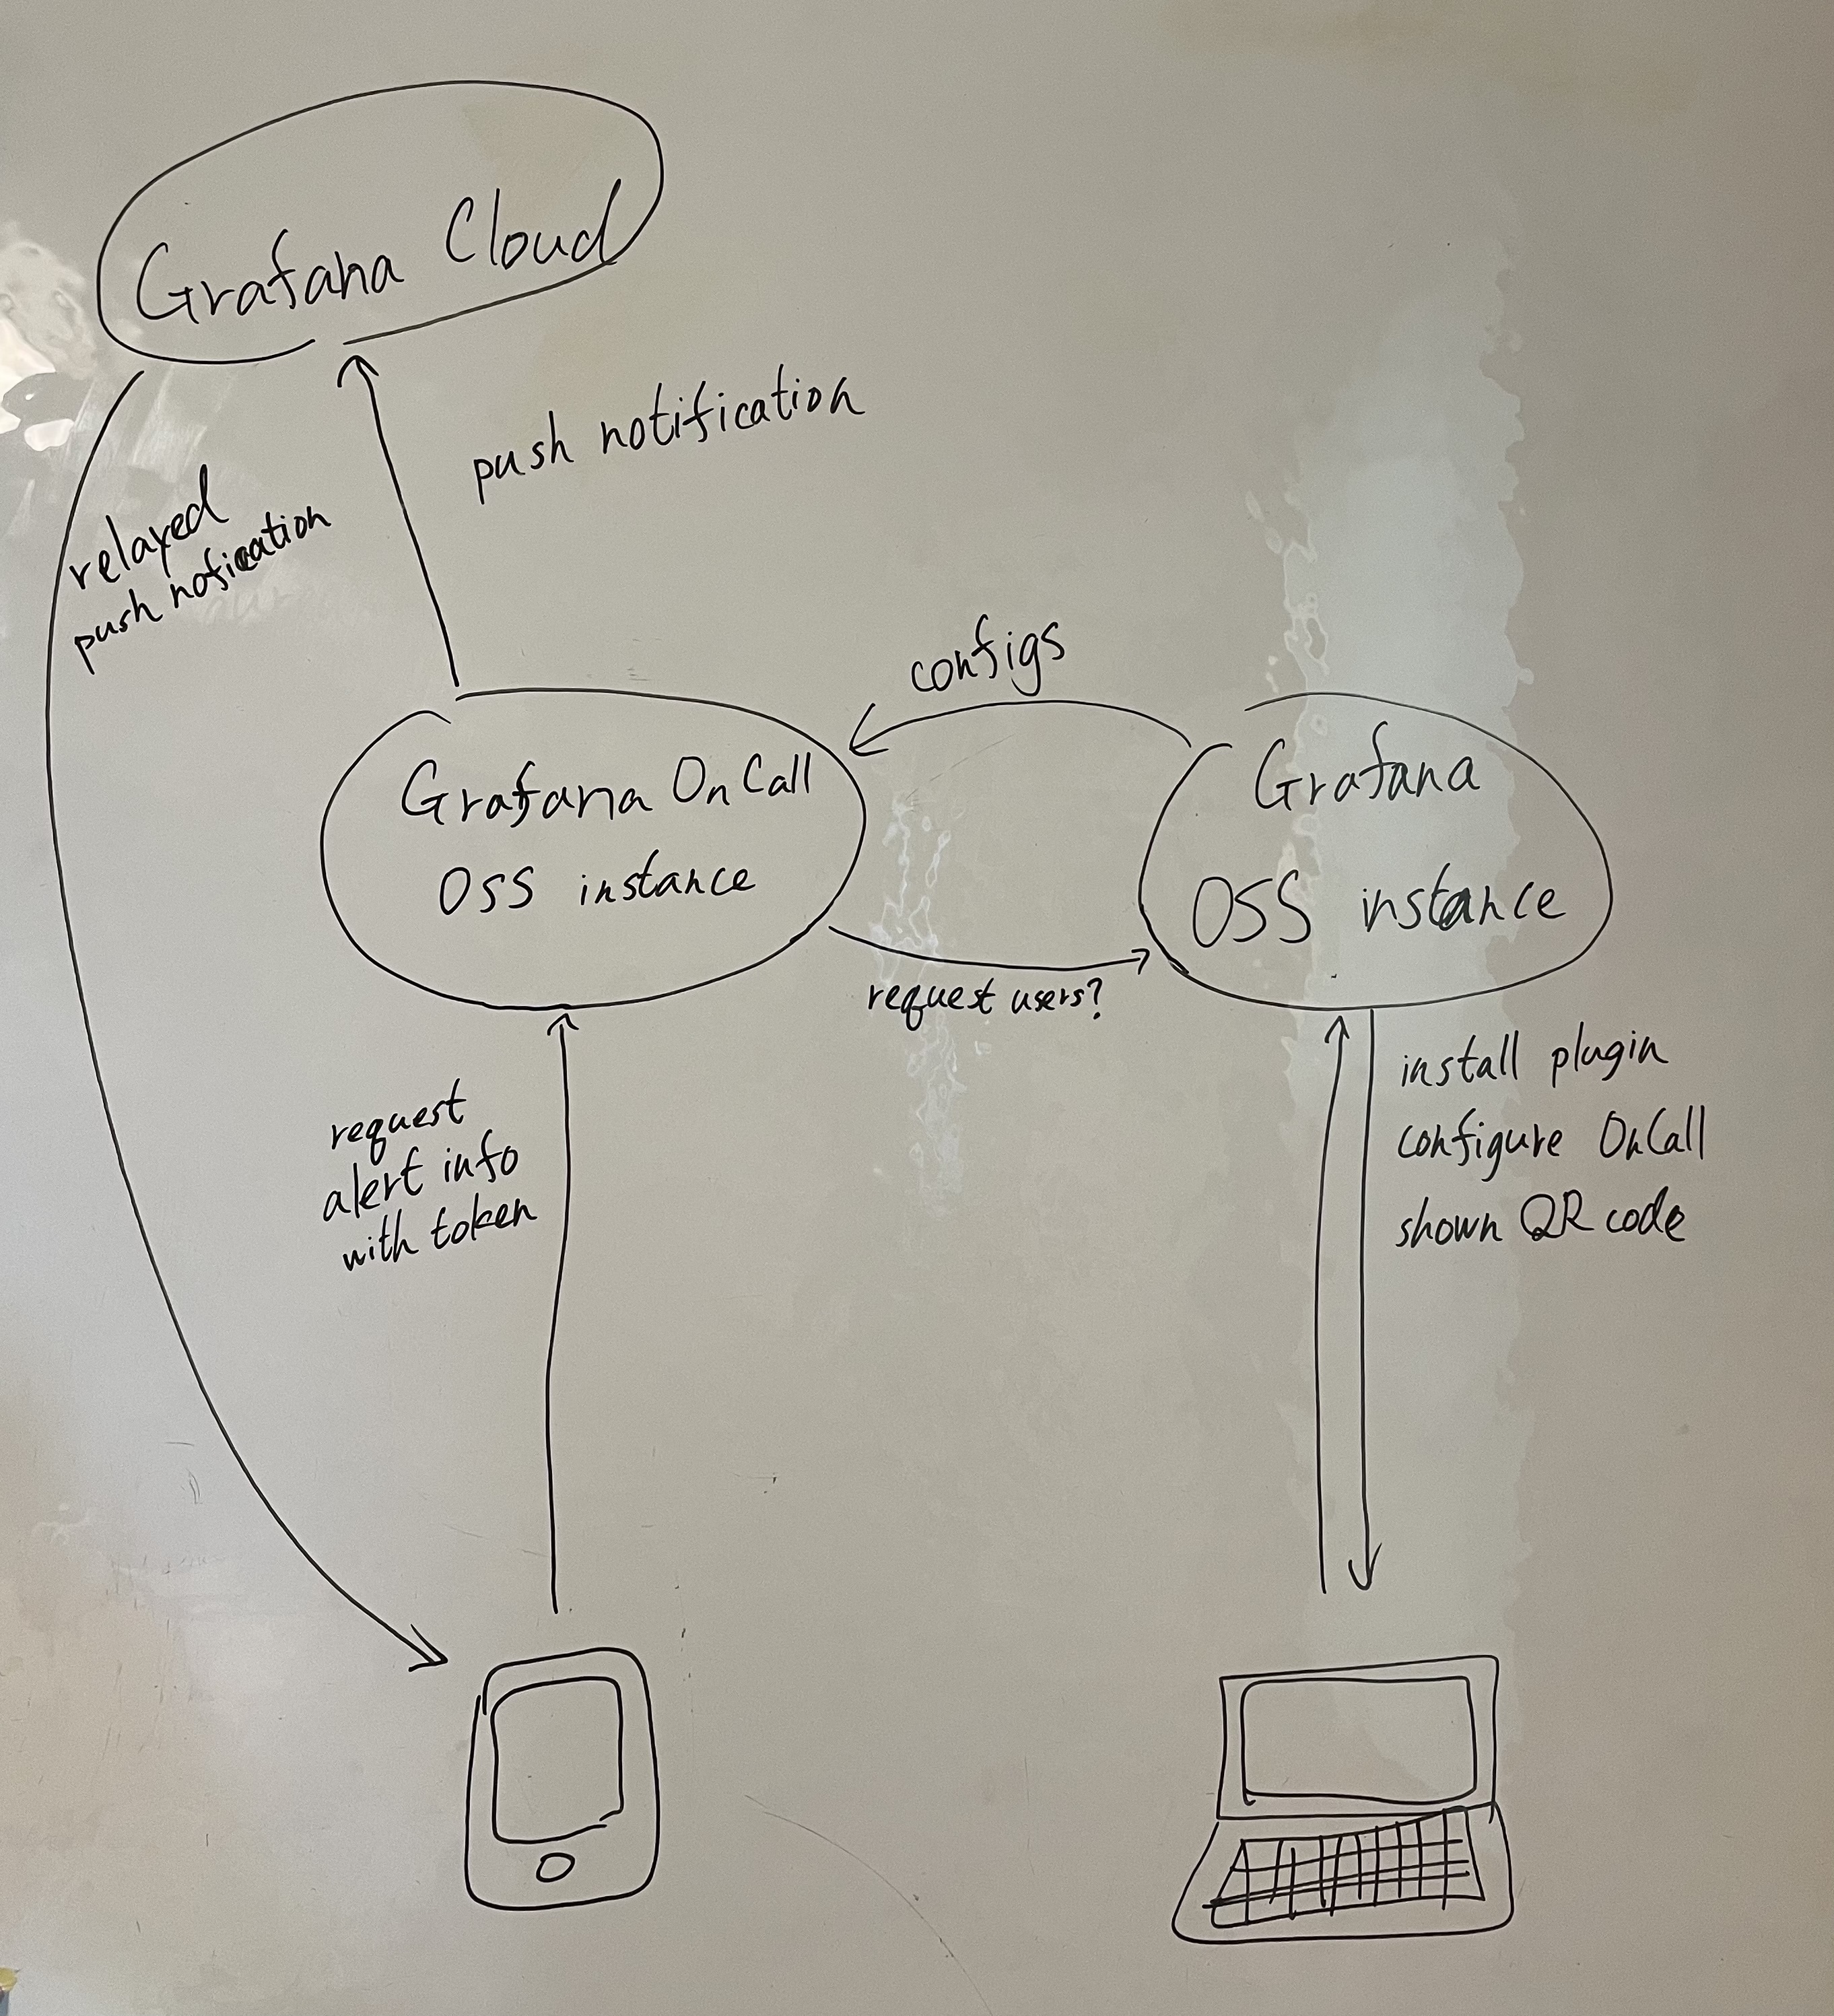 Grafana Cloud
push notification
relayed
push notification
configs
Grafana OnCall
OSS instance
Grafana
OSS instance
request users?
request
alert info
with token
install plugin
configure OnCall
shown QR code